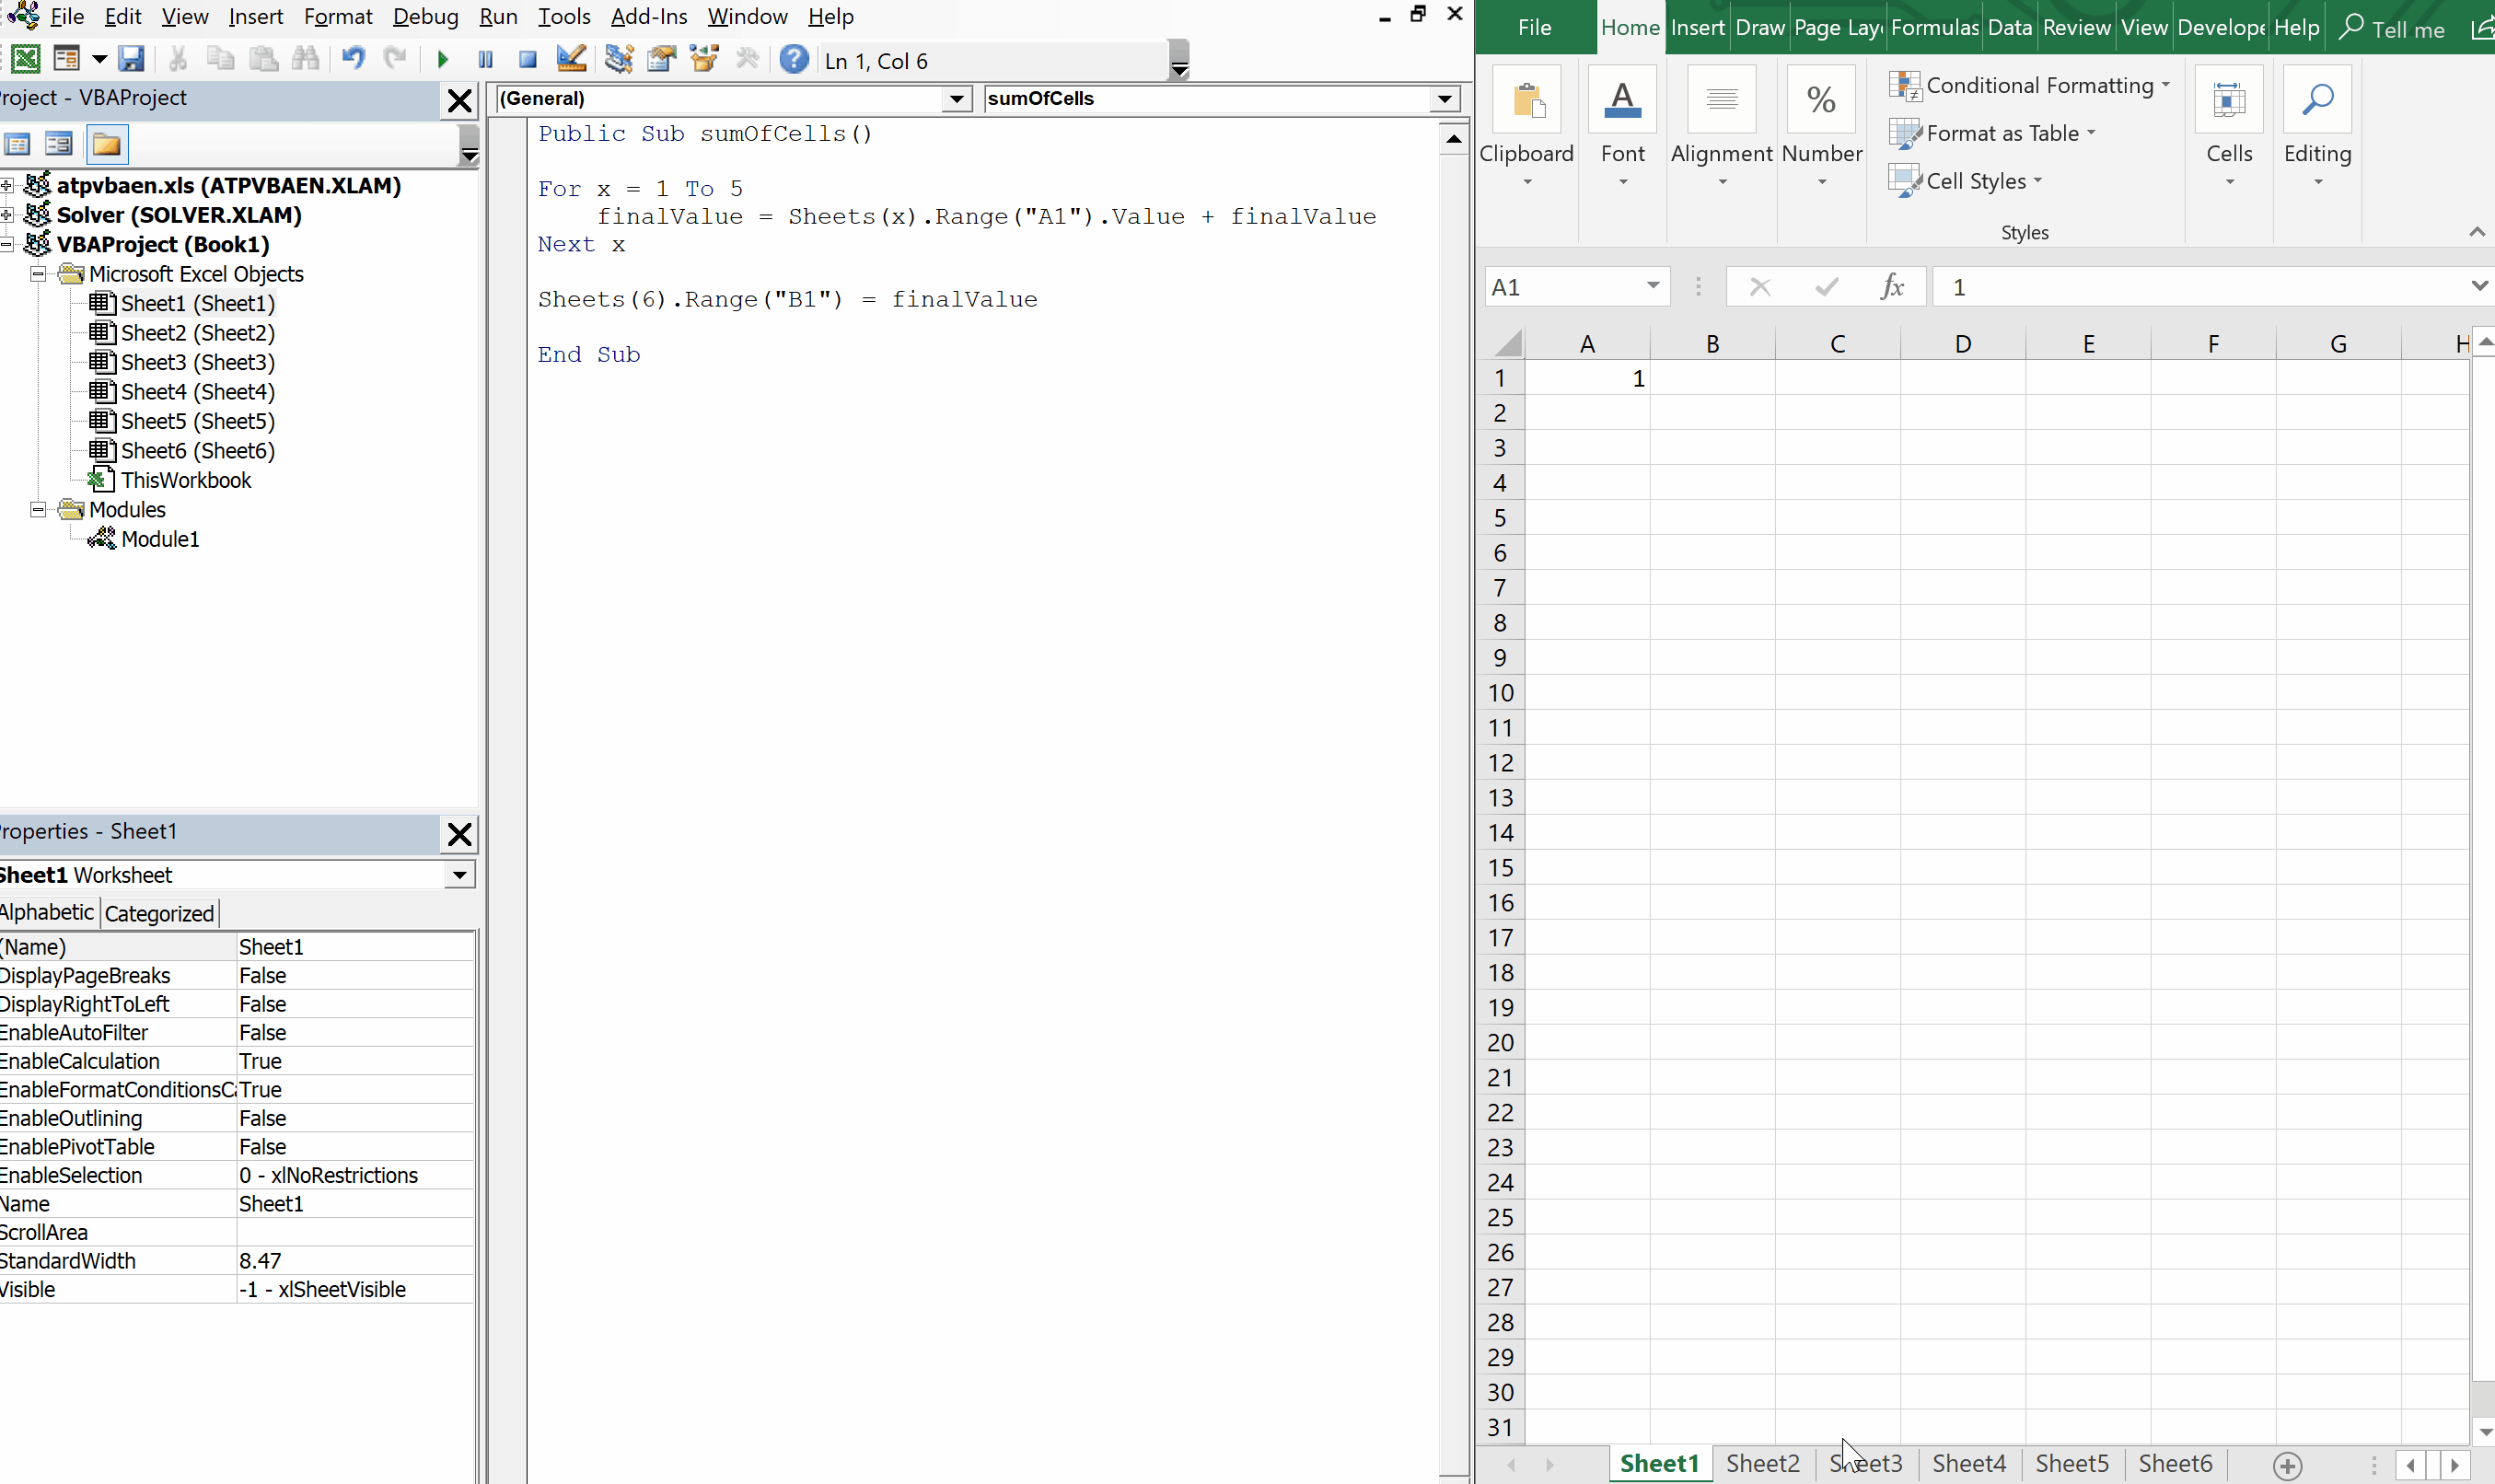 File Edit View Insert Format Debug Run Tools Add-Ins Window Help
Ln 1, Col 6
roject - VBAProject
atpvbaen.xls (ATPVBAEN.XLAM)
Solver (SOLVER.XLAM)
VBAProject (Book1)
Microsoft Excel Objects
Sheet1 (Sheet1)
Sheet2 (Sheet2)
Sheet3 (Sheet3)
Sheet4 (Sheet4)
Sheet5 (Sheet5)
Sheet6 (Sheet6)
ThisWorkbook
Modules
Module1
roperties - Sheet1
Sheet1 Worksheet
Alphabetic Categorized
(Name) Sheet1
DisplayPageBreaks False
DisplayRightToLeft False
EnableAutoFilter False
EnableCalculation True
EnableFormatConditionsCa True
EnableOutlining False
EnablePivotTable False
EnableSelection 0 - xlNoRestrictions
Name Sheet1
ScrollArea
StandardWidth 8.47
Visible -1 - xlSheetVisible
(General) sumOfCells
Public Sub sumOfCells()
For x = 1 To 5
finalValue = Sheets(x).Range("A1").Value + finalValue
Next x
Sheets(6).Range("B1") = finalValue
End Sub
File Home Insert Draw Page Lay Formulas Data Review View Develope Help Tell me
Clipboard Font Alignment Number
Conditional Formatting
Format as Table
Cell Styles
Styles
Cells Editing
A1 fx 1
A B C D E F G H
1 1
2
3
4
5
6
7
8
9
10
11
12
13
14
15
16
17
18
19
20
21
22
23
24
25
26
27
28
29
30
31
Sheet1 Sheet2 Sheet3 Sheet4 Sheet5 Sheet6